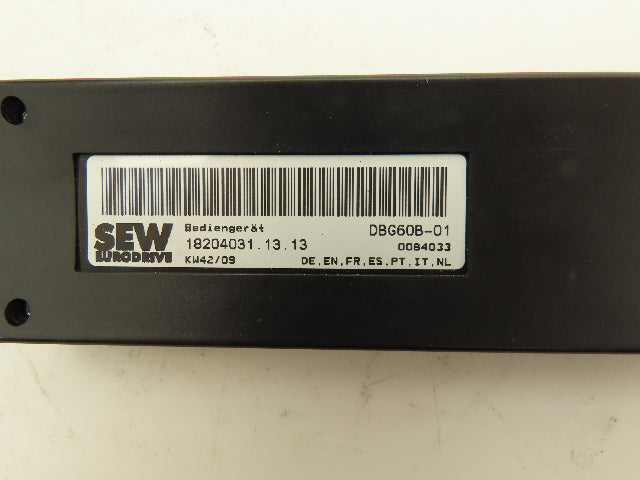 SEW
EURODRIVE
Bediengerät
18204031.13.13
KW42/09
DBG60B-01
0084033
DE,EN,FR,ES,PT,IT,NL